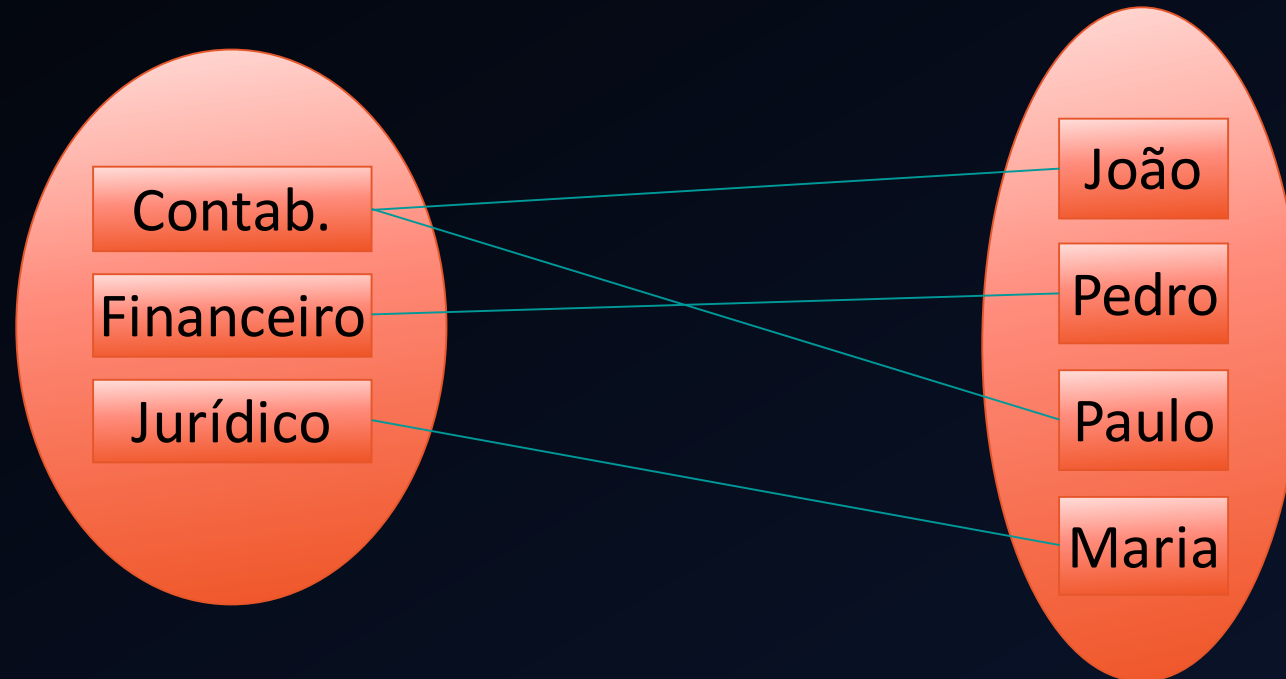 Contab.
Financeiro
Jurídico
João
Pedro
Paulo
Maria